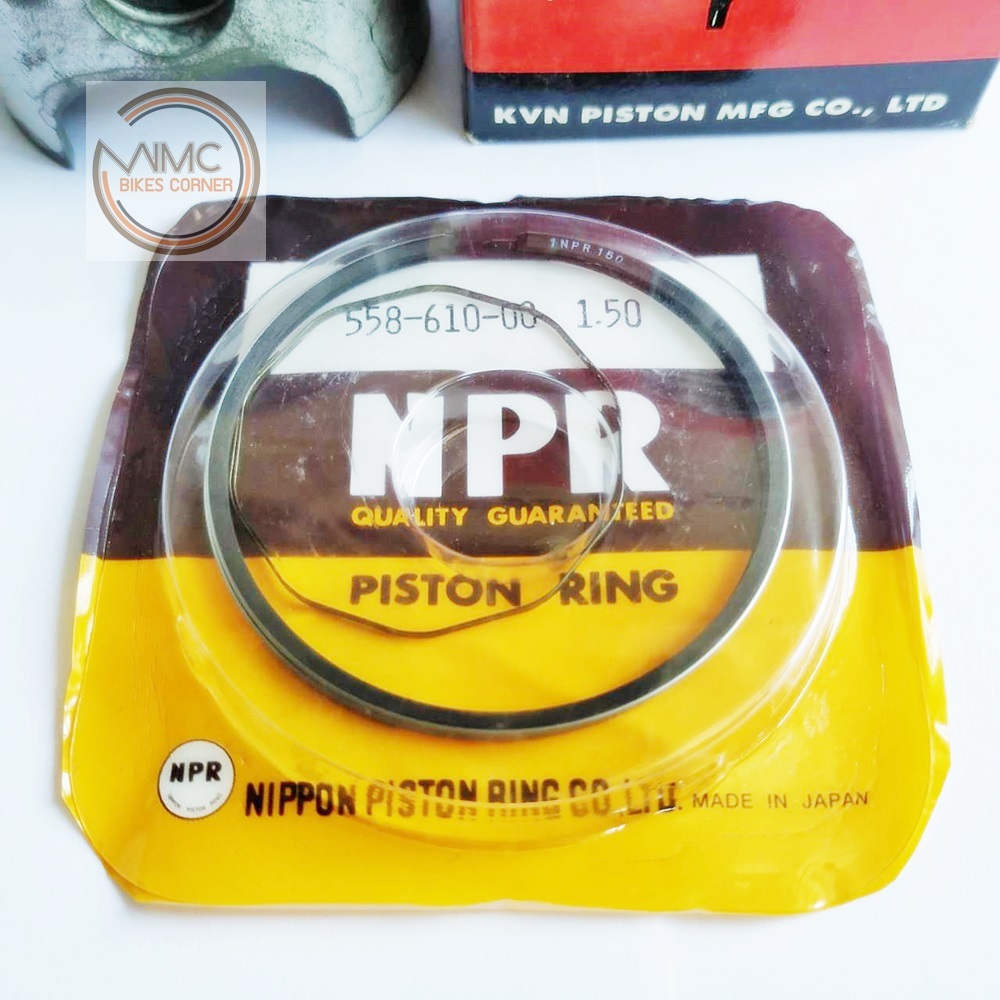 KVN PISTON MFG CO., LTD
MIMC
BIKES CORNER
1NPR 150
558-610-00 1.50
NPR
QUALITY GUARANTEED
PISTON RING
NPR
NIPPON PISTON RING CO.,LTD. MADE IN JAPAN